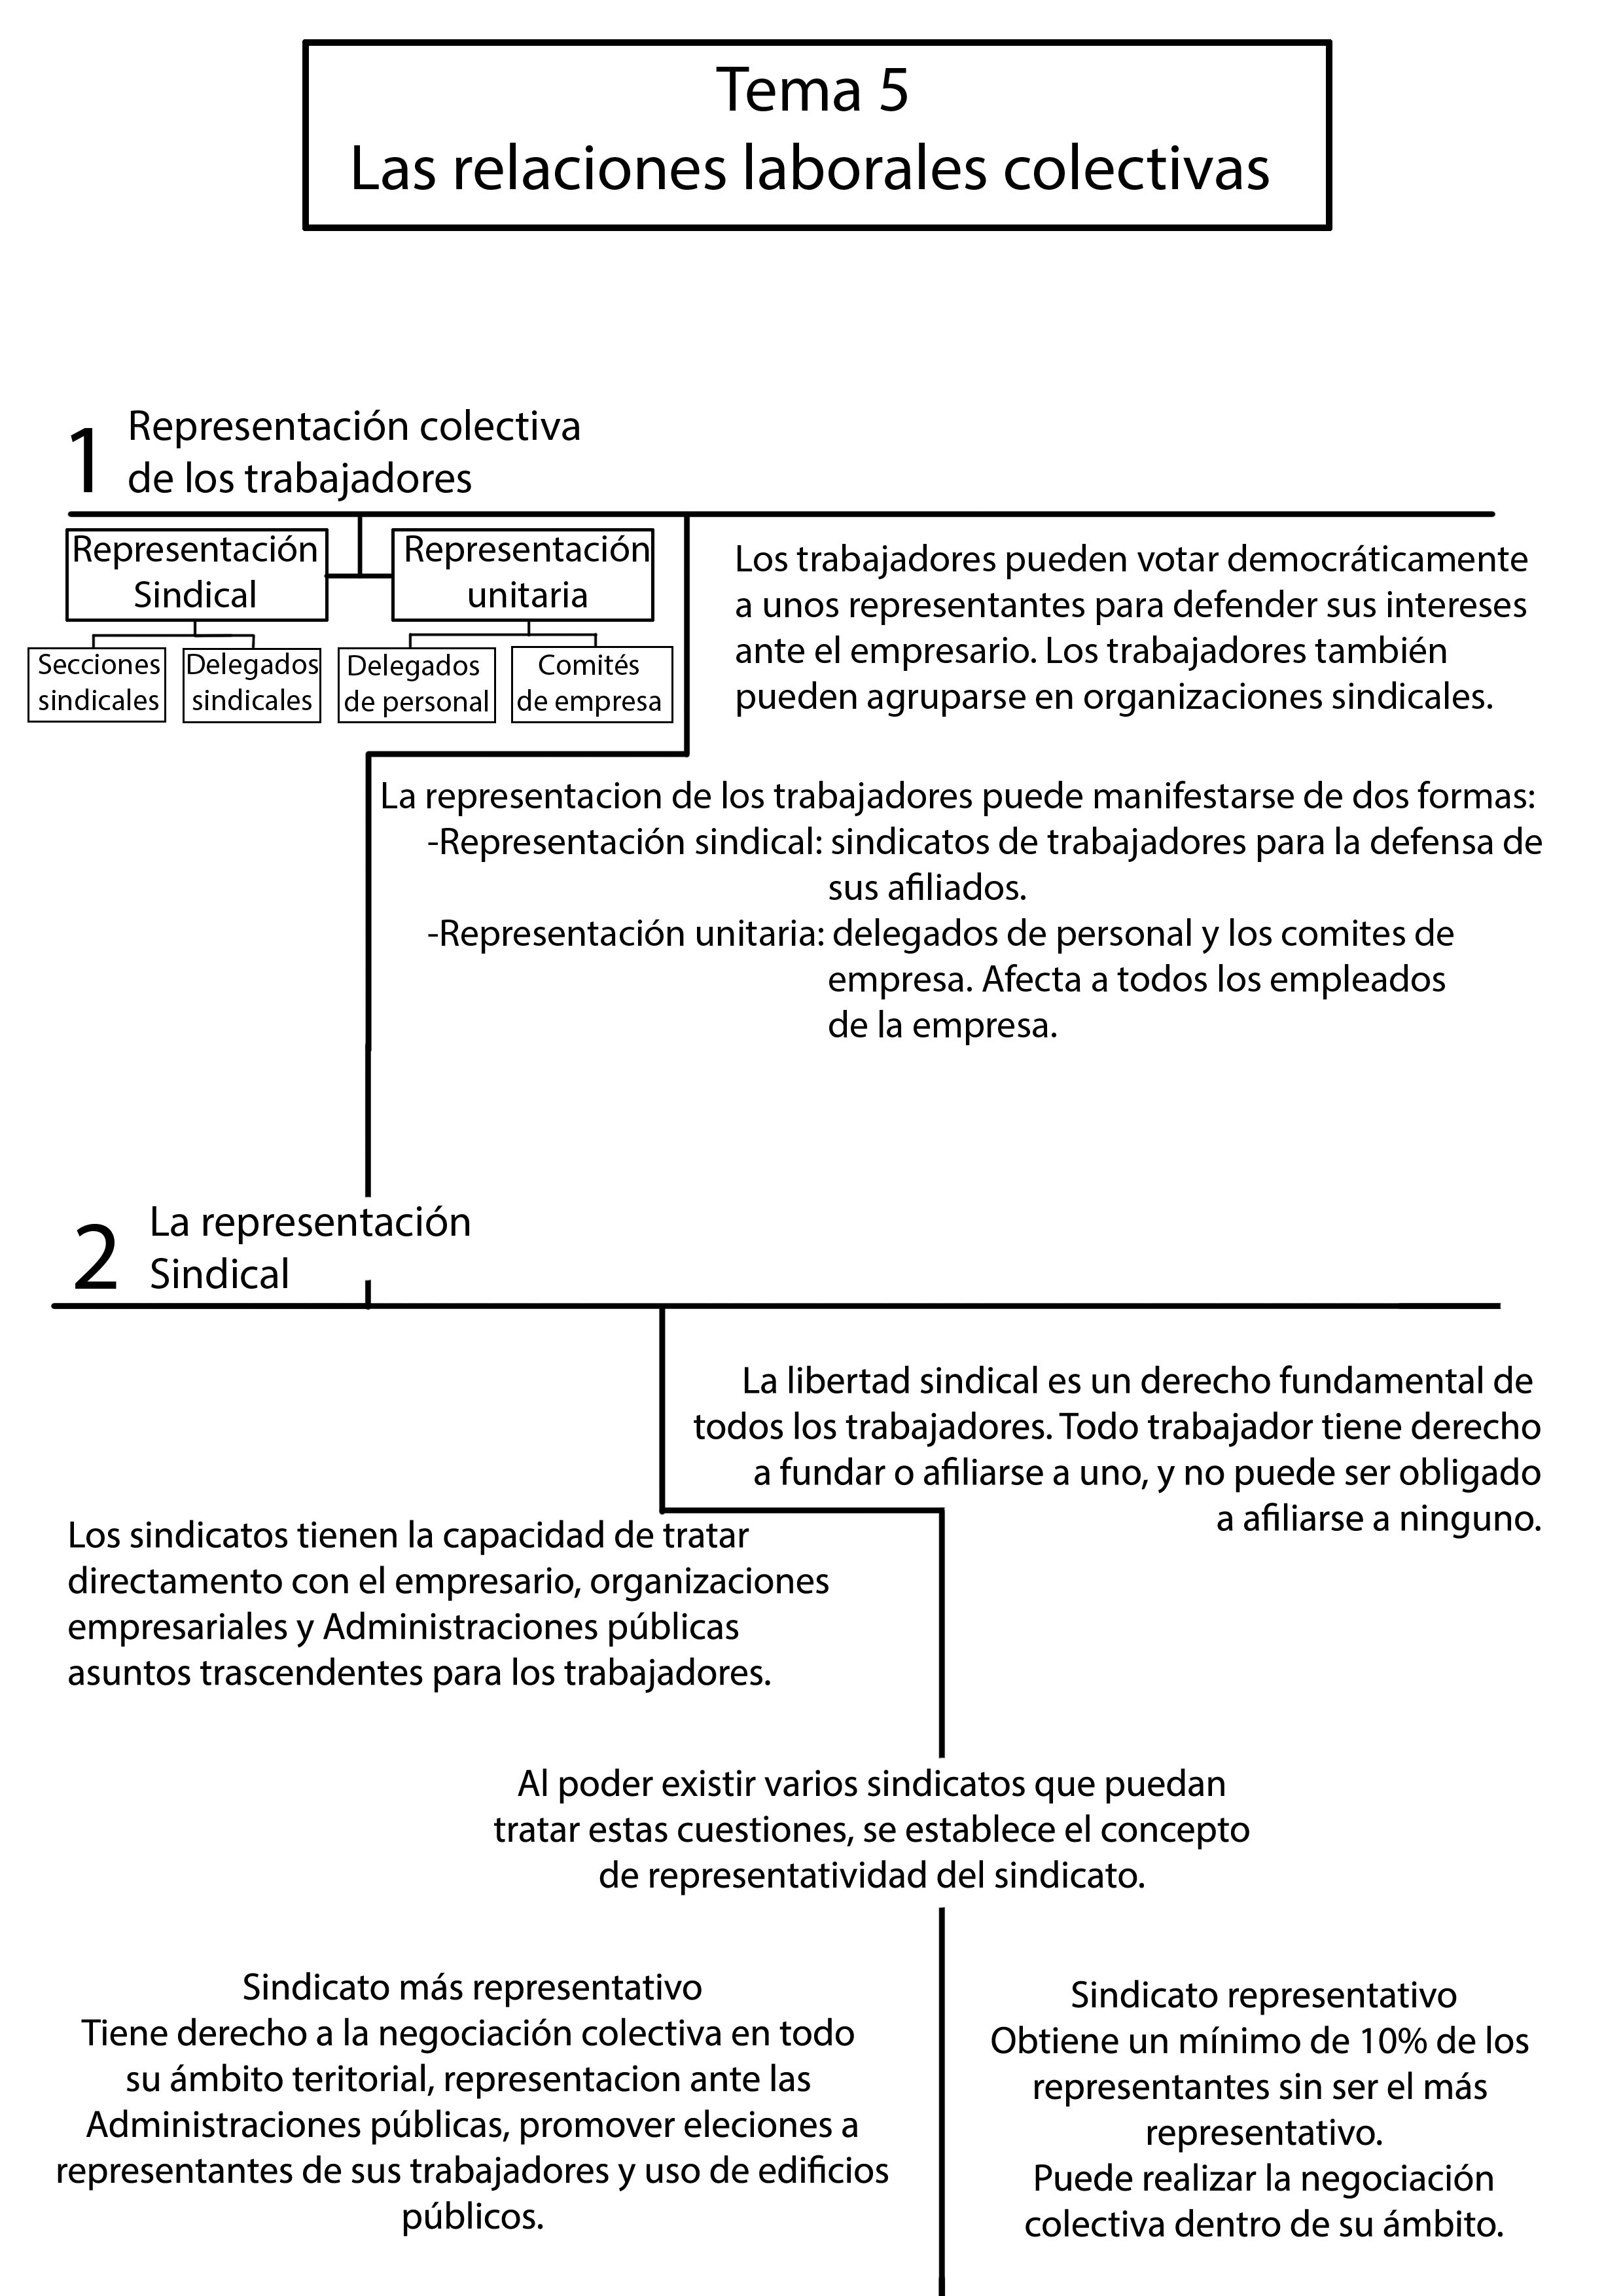 Tema 5
Las relaciones laborales colectivas
1
Representación colectiva
de los trabajadores
Representación
Sindical
Representación
unitaria
Secciones
sindicales
Delegados
sindicales
Delegados
de personal
Comités
de empresa
Los trabajadores pueden votar democráticamente
a unos representantes para defender sus intereses
ante el empresario. Los trabajadores también
pueden agruparse en organizaciones sindicales.
La representacion de los trabajadores puede manifestarse de dos formas:
-Representación sindical: sindicatos de trabajadores para la defensa de
sus afiliados.
-Representación unitaria: delegados de personal y los comites de
empresa. Afecta a todos los empleados
de la empresa.
2
La representación
Sindical
La libertad sindical es un derecho fundamental de
todos los trabajadores. Todo trabajador tiene derecho
a fundar o afiliarse a uno, y no puede ser obligado
a afiliarse a ninguno.
Los sindicatos tienen la capacidad de tratar
directamento con el empresario, organizaciones
empresariales y Administraciones públicas
asuntos trascendentes para los trabajadores.
Al poder existir varios sindicatos que puedan
tratar estas cuestiones, se establece el concepto
de representatividad del sindicato.
Sindicato más representativo
Tiene derecho a la negociación colectiva en todo
su ámbito teritorial, representacion ante las
Administraciones públicas, promover eleciones a
representantes de sus trabajadores y uso de edificios
públicos.
Sindicato representativo
Obtiene un mínimo de 10% de los
representantes sin ser el más
representativo.
Puede realizar la negociación
colectiva dentro de su ámbito.